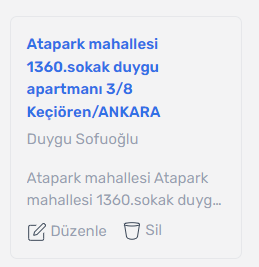 Atapark mahallesi
1360.sokak duygu
apartmanı 3/8
Keçiören/ANKARA
Duygu Sofuoğlu
Atapark mahallesi Atapark
mahallesi 1360.sokak duyg...
Düzenle Sil